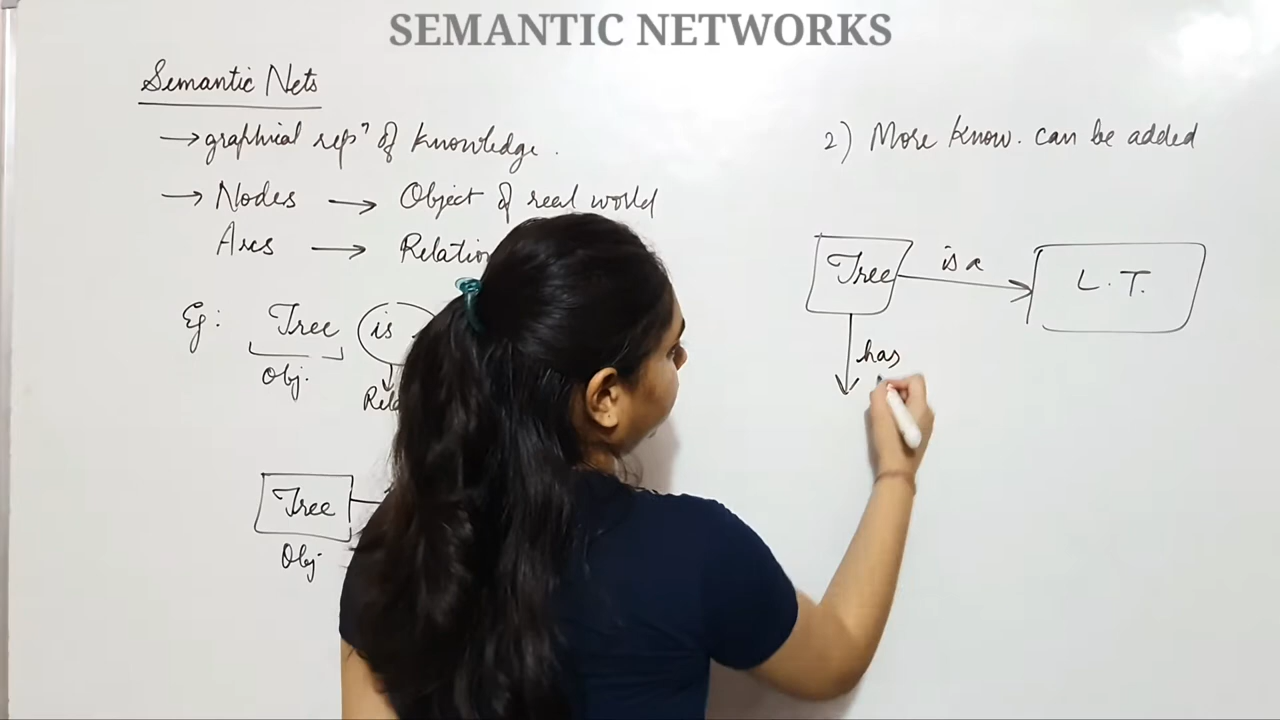 SEMANTIC NETWORKS
Semantic Nets
→ graphical repⁿ of knowledge.
→ Nodes → Object of real world
Arcs → Relation
Eg: Tree is
Obj.
Rela
Tree
Obj
2) More know. can be added
Tree is a L.T.
has